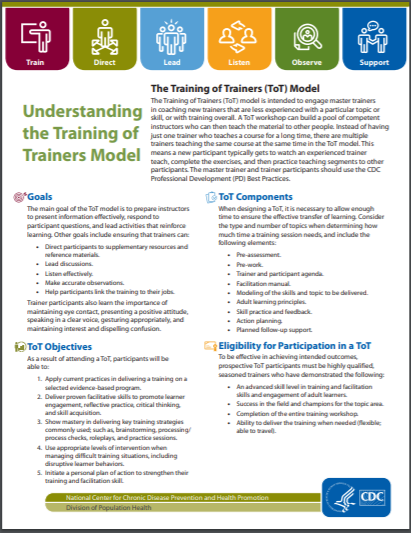 Train
Direct
Lead
Listen
Observe
Support
Understanding
the Training of
Trainers Model
The Training of Trainers (ToT) Model
The Training of Trainers (ToT) model is intended to engage master trainers
in coaching new trainers that are less experienced with a particular topic or
skill, or with training overall. A ToT workshop can build a pool of competent
instructors who can then teach the material to other people. Instead of having
just one trainer who teaches a course for a long time, there are multiple
trainers teaching the same course at the same time in the ToT model. This
means a new participant typically gets to watch an experienced trainer
teach, complete the exercises, and then practice teaching segments to other
participants. The master trainer and trainer participants should use the CDC
Professional Development (PD) Best Practices.
Goals
The main goal of the ToT model is to prepare instructors
to present information effectively, respond to
participant questions, and lead activities that reinforce
learning. Other goals include ensuring that trainers can:
• Direct participants to supplementary resources and
reference materials.
• Lead discussions.
• Listen effectively.
• Make accurate observations.
• Help participants link the training to their jobs.
Trainer participants also learn the importance of
maintaining eye contact, presenting a positive attitude,
speaking in a clear voice, gesturing appropriately, and
maintaining interest and dispelling confusion.
ToT Objectives
As a result of attending a ToT, participants will be
able to:
1. Apply current practices in delivering a training on a
selected evidence-based program.
2. Deliver proven facilitative skills to promote learner
engagement, reflective practice, critical thinking,
and skill acquisition.
3. Show mastery in delivering key training strategies
commonly used; such as, brainstorming, processing/
process checks, roleplays, and practice sessions.
4. Use appropriate levels of intervention when
managing difficult training situations, including
disruptive learner behaviors.
5. Initiate a personal plan of action to strengthen their
training and facilitation skill.
ToT Components
When designing a ToT, it is necessary to allow enough
time to ensure the effective transfer of learning. Consider
the type and number of topics when determining how
much time a training session needs, and include the
following elements:
• Pre-assessment.
• Pre-work.
• Trainer and participant agenda.
• Facilitation manual.
• Modeling of the skills and topic to be delivered.
• Adult learning principles.
• Skill practice and feedback.
• Action planning.
• Planned follow-up support.
Eligibility for Participation in a ToT
To be effective in achieving intended outcomes,
prospective ToT participants must be highly qualified,
seasoned trainers who have demonstrated the following:
• An advanced skill level in training and facilitation
skills and engagement of adult learners.
• Success in the field and champions for the topic area.
• Completion of the entire training workshop.
• Ability to deliver the training when needed (flexible;
able to travel).
National Center for Chronic Disease Prevention and Health Promotion
Division of Population Health
CDC